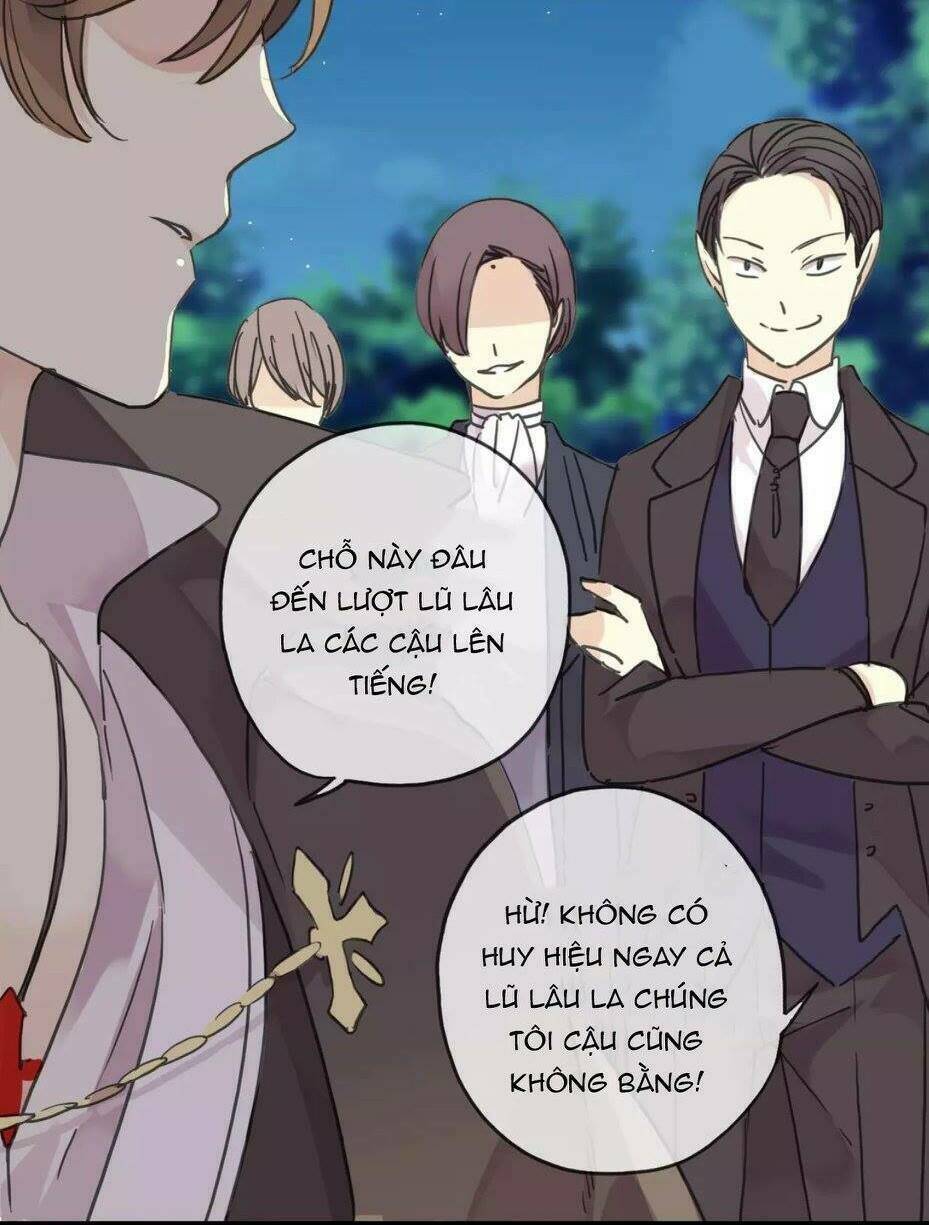 CHỖ NÀY ĐÂU
ĐẾN LƯỢT LŨ LÂU
LA CÁC CẬU LÊN
TIẾNG!
HỪ! KHÔNG CÓ
HUY HIỆU NGAY CẢ
LŨ LÂU LA CHÚNG
TÔI CẬU CŨNG
KHÔNG BẰNG!